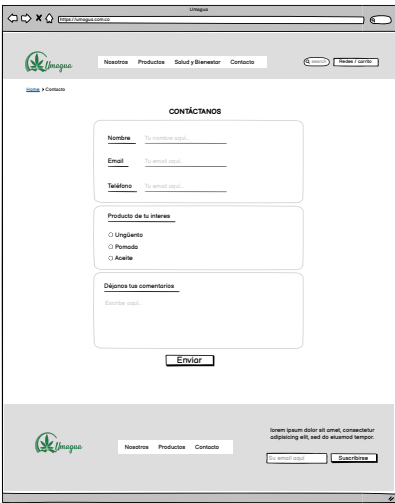 Umagua
https://umagua.com.co
Umagua
Nosotros Productos Salud y Bienestar Contacto
search
Redes / carrito
Home > Contacto
CONTÁCTANOS
Nombre Tu nombre aquí...
Email Tu email aquí...
Teléfono Tu email aquí...
Producto de tu interes
Ungüento
Pomada
Aceite
Déjanos tus comentarios
Escribe aquí...
Enviar
Umagua
Nosotros Productos Contacto
lorem ipsum dolor sit amet, consectetur
adipisicing elit, sed do eiusmod tempor.
Su email aquí
Suscribirse